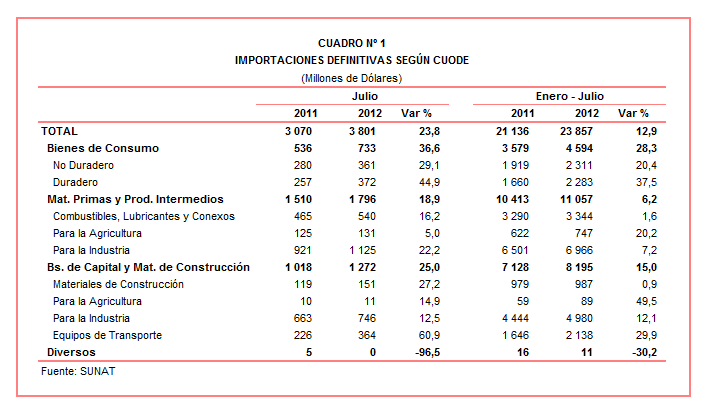 CUADRO Nº 1
IMPORTACIONES DEFINITIVAS SEGÚN CUODE
(Millones de Dólares)
Julio Enero - Julio
2011 2012 Var % 2011 2012 Var %
TOTAL 3 070 3 801 23,8 21 136 23 857 12,9
Bienes de Consumo 536 733 36,6 3 579 4 594 28,3
No Duradero 280 361 29,1 1 919 2 311 20,4
Duradero 257 372 44,9 1 660 2 283 37,5
Mat. Primas y Prod. Intermedios 1 510 1 796 18,9 10 413 11 057 6,2
Combustibles, Lubricantes y Conexos 465 540 16,2 3 290 3 344 1,6
Para la Agricultura 125 131 5,0 622 747 20,2
Para la Industria 921 1 125 22,2 6 501 6 966 7,2
Bs. de Capital y Mat. de Construcción 1 018 1 272 25,0 7 128 8 195 15,0
Materiales de Construcción 119 151 27,2 979 987 0,9
Para la Agricultura 10 11 14,9 59 89 49,5
Para la Industria 663 746 12,5 4 444 4 980 12,1
Equipos de Transporte 226 364 60,9 1 646 2 138 29,9
Diversos 5 0 -96,5 16 11 -30,2
Fuente: SUNAT